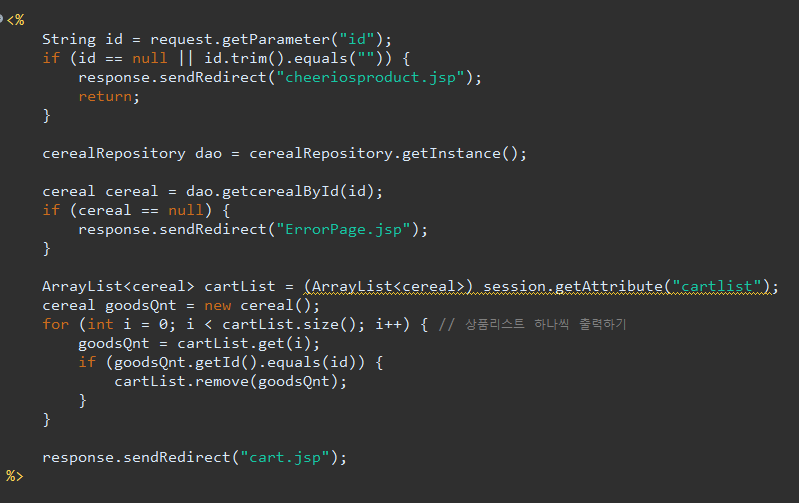 <%
String id = request.getParameter("id");
if (id == null || id.trim().equals("")) {
response.sendRedirect("cheeriosproduct.jsp");
return;
}
cerealRepository dao = cerealRepository.getInstance();
cereal cereal = dao.getcerealById(id);
if (cereal == null) {
response.sendRedirect("ErrorPage.jsp");
}
ArrayList<cereal> cartList = (ArrayList<cereal>) session.getAttribute("cartlist");
cereal goodsQnt = new cereal();
for (int i = 0; i < cartList.size(); i++) { // 상품리스트 하나씩 출력하기
goodsQnt = cartList.get(i);
if (goodsQnt.getId().equals(id)) {
cartList.remove(goodsQnt);
}
}
response.sendRedirect("cart.jsp");
%>